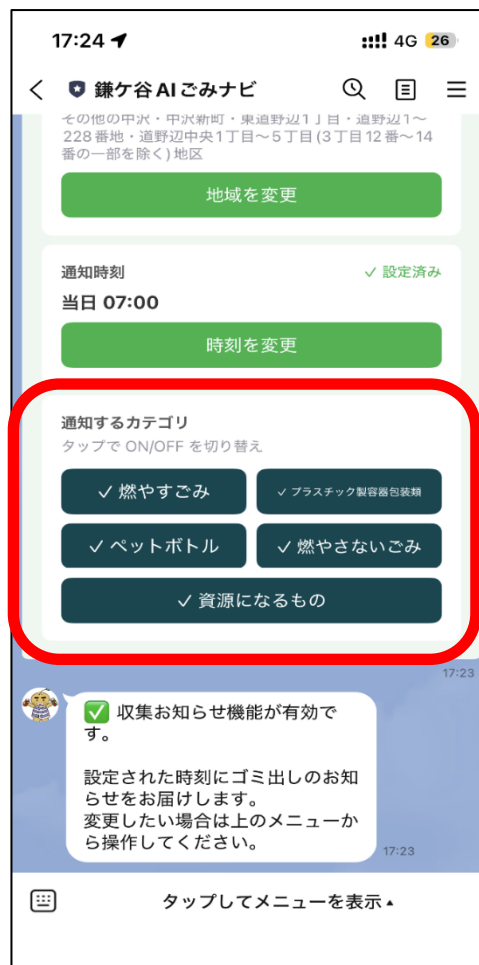 17:24
4G 26
鎌ケ谷AIごみナビ
その他の中沢・中沢新町・東道野辺1丁目・道野辺1～
228番地・道野辺中央1丁目～5丁目(3丁目12番～14
番の一部を除く)地区
地域を変更
通知時刻
✓ 設定済み
当日 07:00
時刻を変更
通知するカテゴリ
タップで ON/OFF を切り替え
✓ 燃やすごみ
✓ プラスチック製容器包装類
✓ ペットボトル
✓ 燃やさないごみ
✓ 資源になるもの
17:23
✅ 収集お知らせ機能が有効で
す。
設定された時刻にゴミ出しのお知
らせをお届けします。
変更したい場合は上のメニューか
ら操作してください。
17:23
タップしてメニューを表示▲